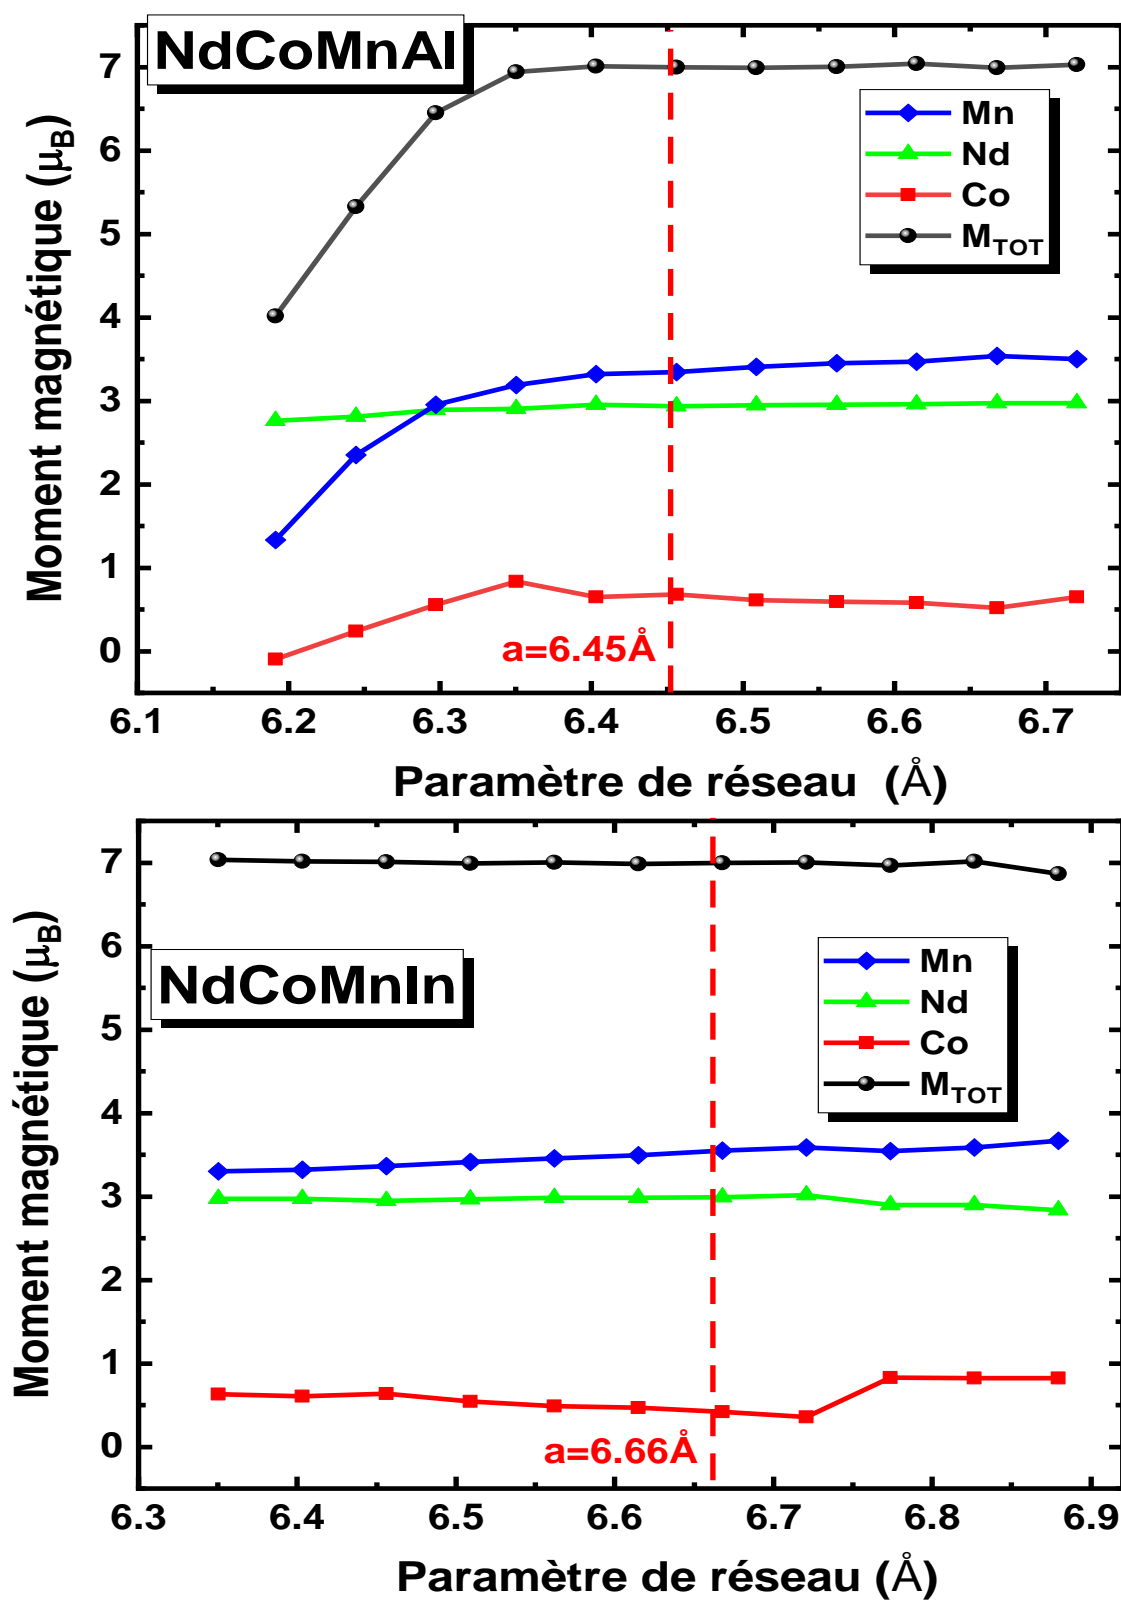 NdCoMnAl
Moment magnétique (μB)
7
6
5
4
3
2
1
0
Mn
Nd
Co
MTOT
a=6.45Å
6.1 6.2 6.3 6.4 6.5 6.6 6.7
Paramètre de réseau (Å)
NdCoMnIn
Moment magnétique (μB)
7
6
5
4
3
2
1
0
Mn
Nd
Co
MTOT
a=6.66Å
6.3 6.4 6.5 6.6 6.7 6.8 6.9
Paramètre de réseau (Å)